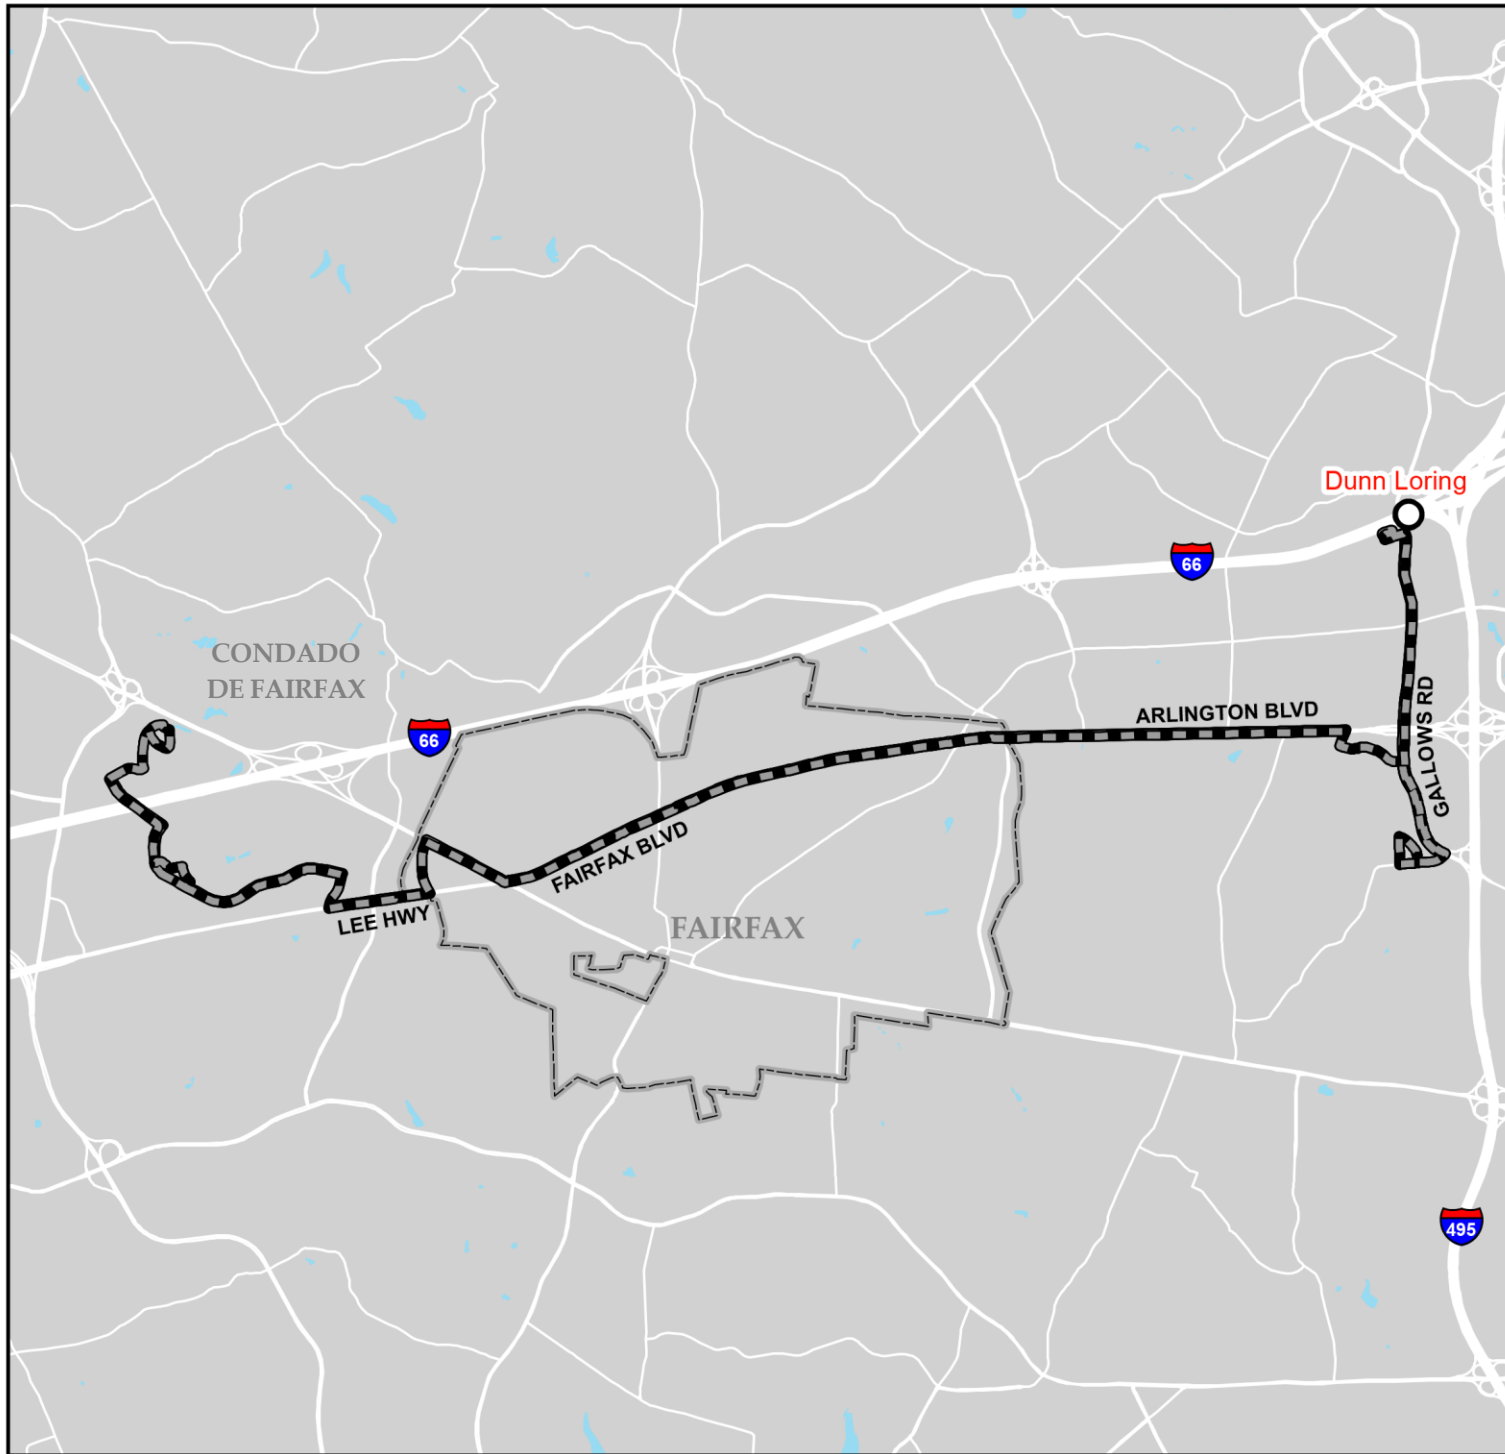 Dunn Loring
66
CONDADO
DE FAIRFAX
66
ARLINGTON BLVD
GALLOWS RD
FAIRFAX BLVD
LEE HWY
FAIRFAX
495